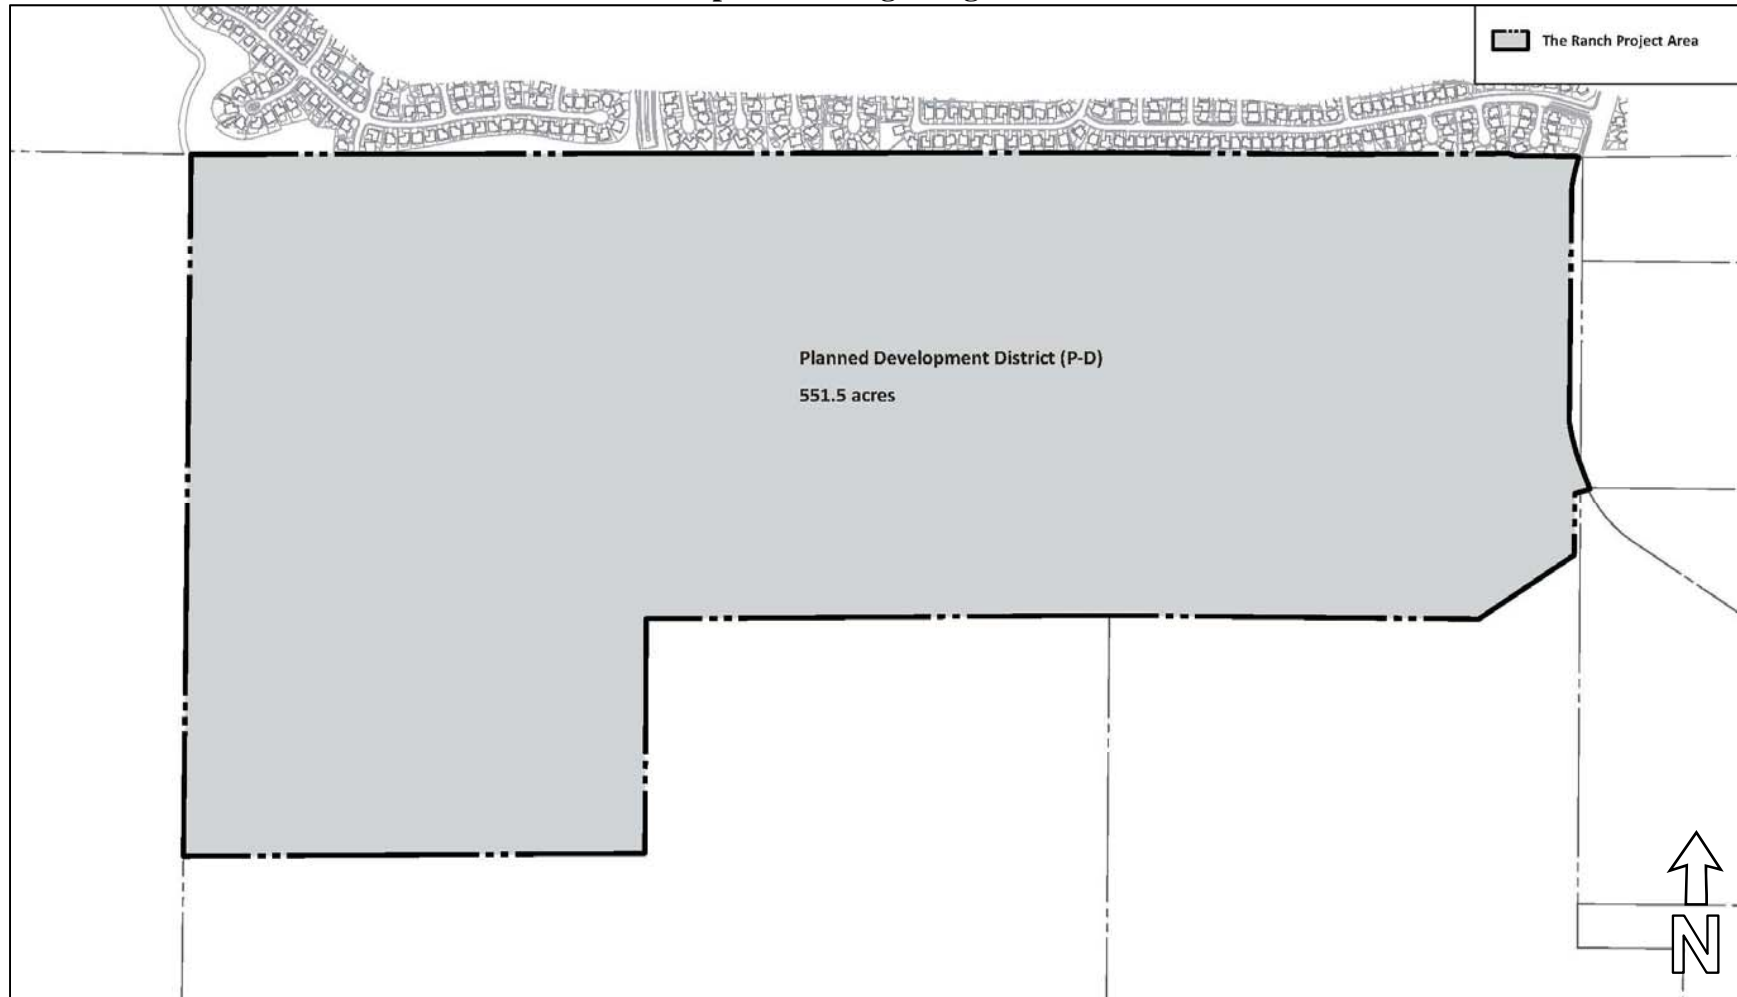 The Ranch Project Area
Planned Development District (P-D)
551.5 acres
N